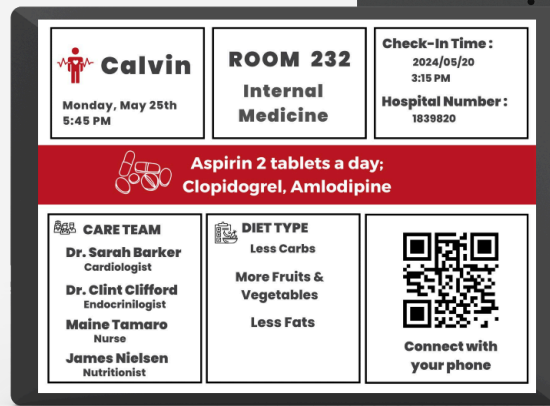 Calvin
Monday, May 25th
5:45 PM
ROOM 232
Internal
Medicine
Check-In Time :
2024/05/20
3:15 PM
Hospital Number :
1839820
Aspirin 2 tablets a day;
Clopidogrel, Amlodipine
CARE TEAM
Dr. Sarah Barker
Cardiologist
Dr. Clint Clifford
Endocrinilogist
Maine Tamaro
Nurse
James Nielsen
Nutritionist
DIET TYPE
Less Carbs
More Fruits &
Vegetables
Less Fats
Connect with
your phone